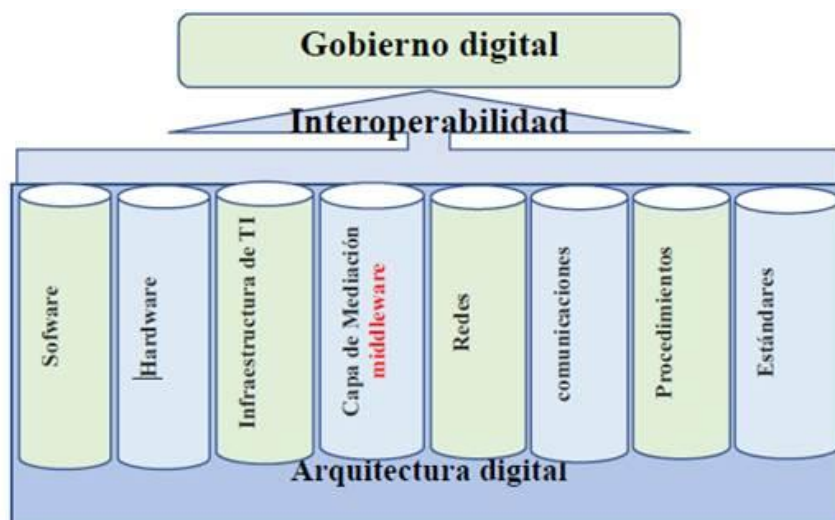 Gobierno digital
Interoperabilidad
Sofware
Hardware
Infraestructura de TI
Capa de Mediación
middleware
Redes
comunicaciones
Procedimientos
Estándares
Arquitectura digital